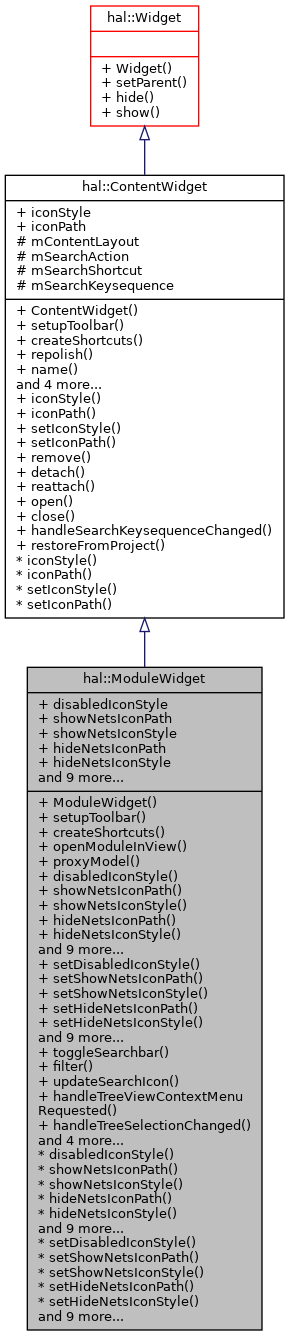 hal::Widget
+ Widget()
+ setParent()
+ hide()
+ show()
hal::ContentWidget
+ iconStyle
+ iconPath
# mContentLayout
# mSearchAction
# mSearchShortcut
# mSearchKeysequence
+ ContentWidget()
+ setupToolbar()
+ createShortcuts()
+ repolish()
+ name()
and 4 more...
+ iconStyle()
+ iconPath()
+ setIconStyle()
+ setIconPath()
+ remove()
+ detach()
+ reattach()
+ open()
+ close()
+ handleSearchKeysequenceChanged()
+ restoreFromProject()
* iconStyle()
* iconPath()
* setIconStyle()
* setIconPath()
hal::ModuleWidget
+ disabledIconStyle
+ showNetsIconPath
+ showNetsIconStyle
+ hideNetsIconPath
+ hideNetsIconStyle
and 9 more...
+ ModuleWidget()
+ setupToolbar()
+ createShortcuts()
+ openModuleInView()
+ proxyModel()
+ disabledIconStyle()
+ showNetsIconPath()
+ showNetsIconStyle()
+ hideNetsIconPath()
+ hideNetsIconStyle()
and 9 more...
+ setDisabledIconStyle()
+ setShowNetsIconPath()
+ setShowNetsIconStyle()
+ setHideNetsIconPath()
+ setHideNetsIconStyle()
and 9 more...
+ toggleSearchbar()
+ filter()
+ updateSearchIcon()
+ handleTreeViewContextMenu
Requested()
+ handleTreeSelectionChanged()
and 4 more...
* disabledIconStyle()
* showNetsIconPath()
* showNetsIconStyle()
* hideNetsIconPath()
* hideNetsIconStyle()
and 9 more...
* setDisabledIconStyle()
* setShowNetsIconPath()
* setShowNetsIconStyle()
* setHideNetsIconPath()
* setHideNetsIconStyle()
and 9 more...